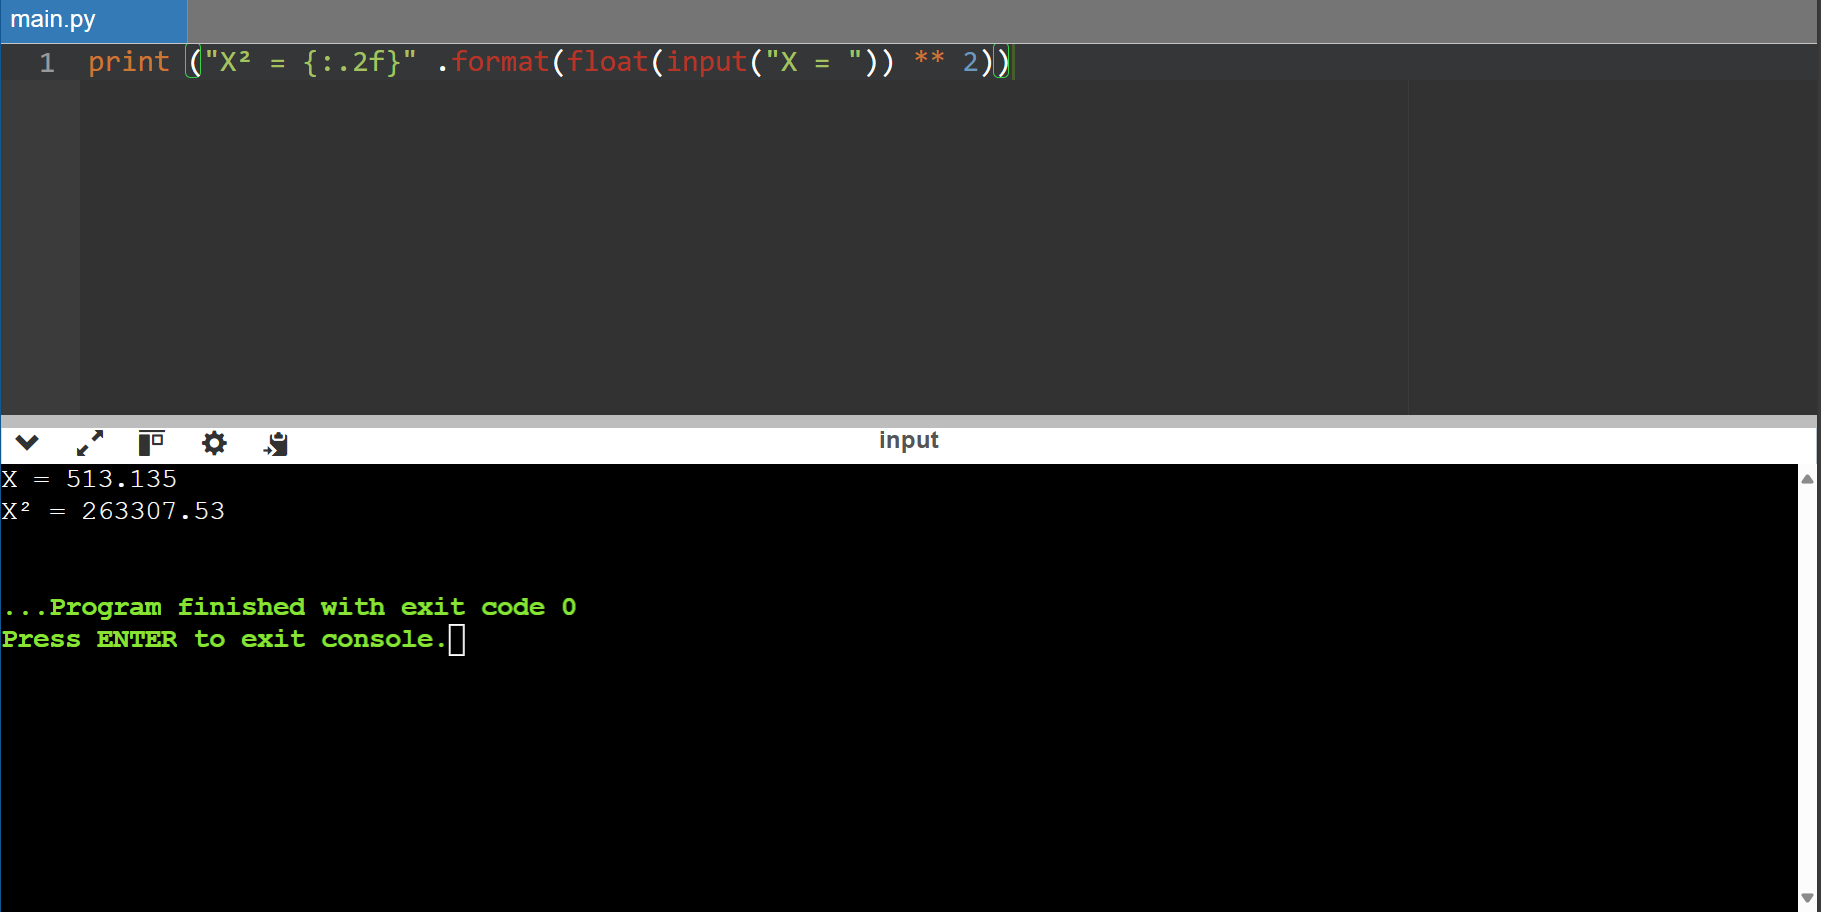 main.py
1 print ("X² = {:.2f}" .format(float(input("X = ")) ** 2))
input
X = 513.135
X² = 263307.53
...Program finished with exit code 0
Press ENTER to exit console.